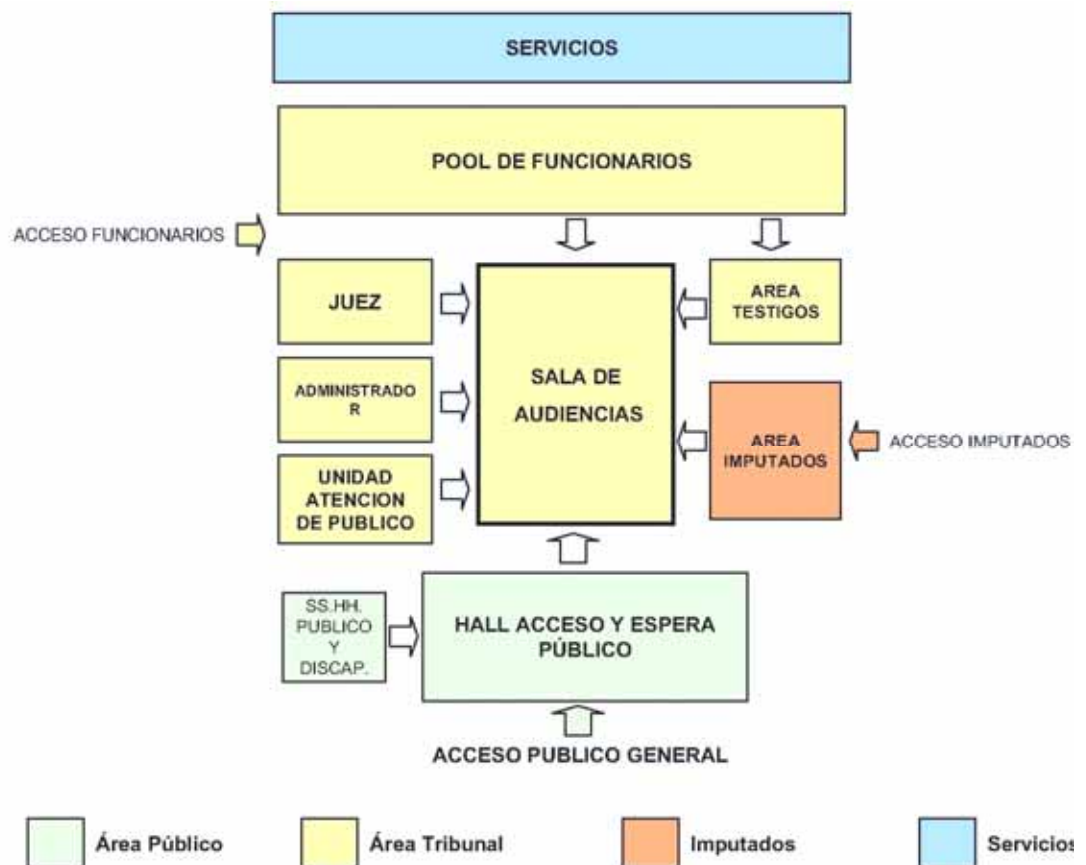 SERVICIOS
POOL DE FUNCIONARIOS
ACCESO FUNCIONARIOS
JUEZ
AREA
TESTIGOS
SALA DE
AUDIENCIAS
ADMINISTRADO
R
AREA
IMPUTADOS
ACCESO IMPUTADOS
UNIDAD
ATENCION
DE PUBLICO
SS.HH.
PUBLICO
Y
DISCAP.
HALL ACCESO Y ESPERA
PÚBLICO
ACCESO PUBLICO GENERAL
Área Público
Área Tribunal
Imputados
Servicios